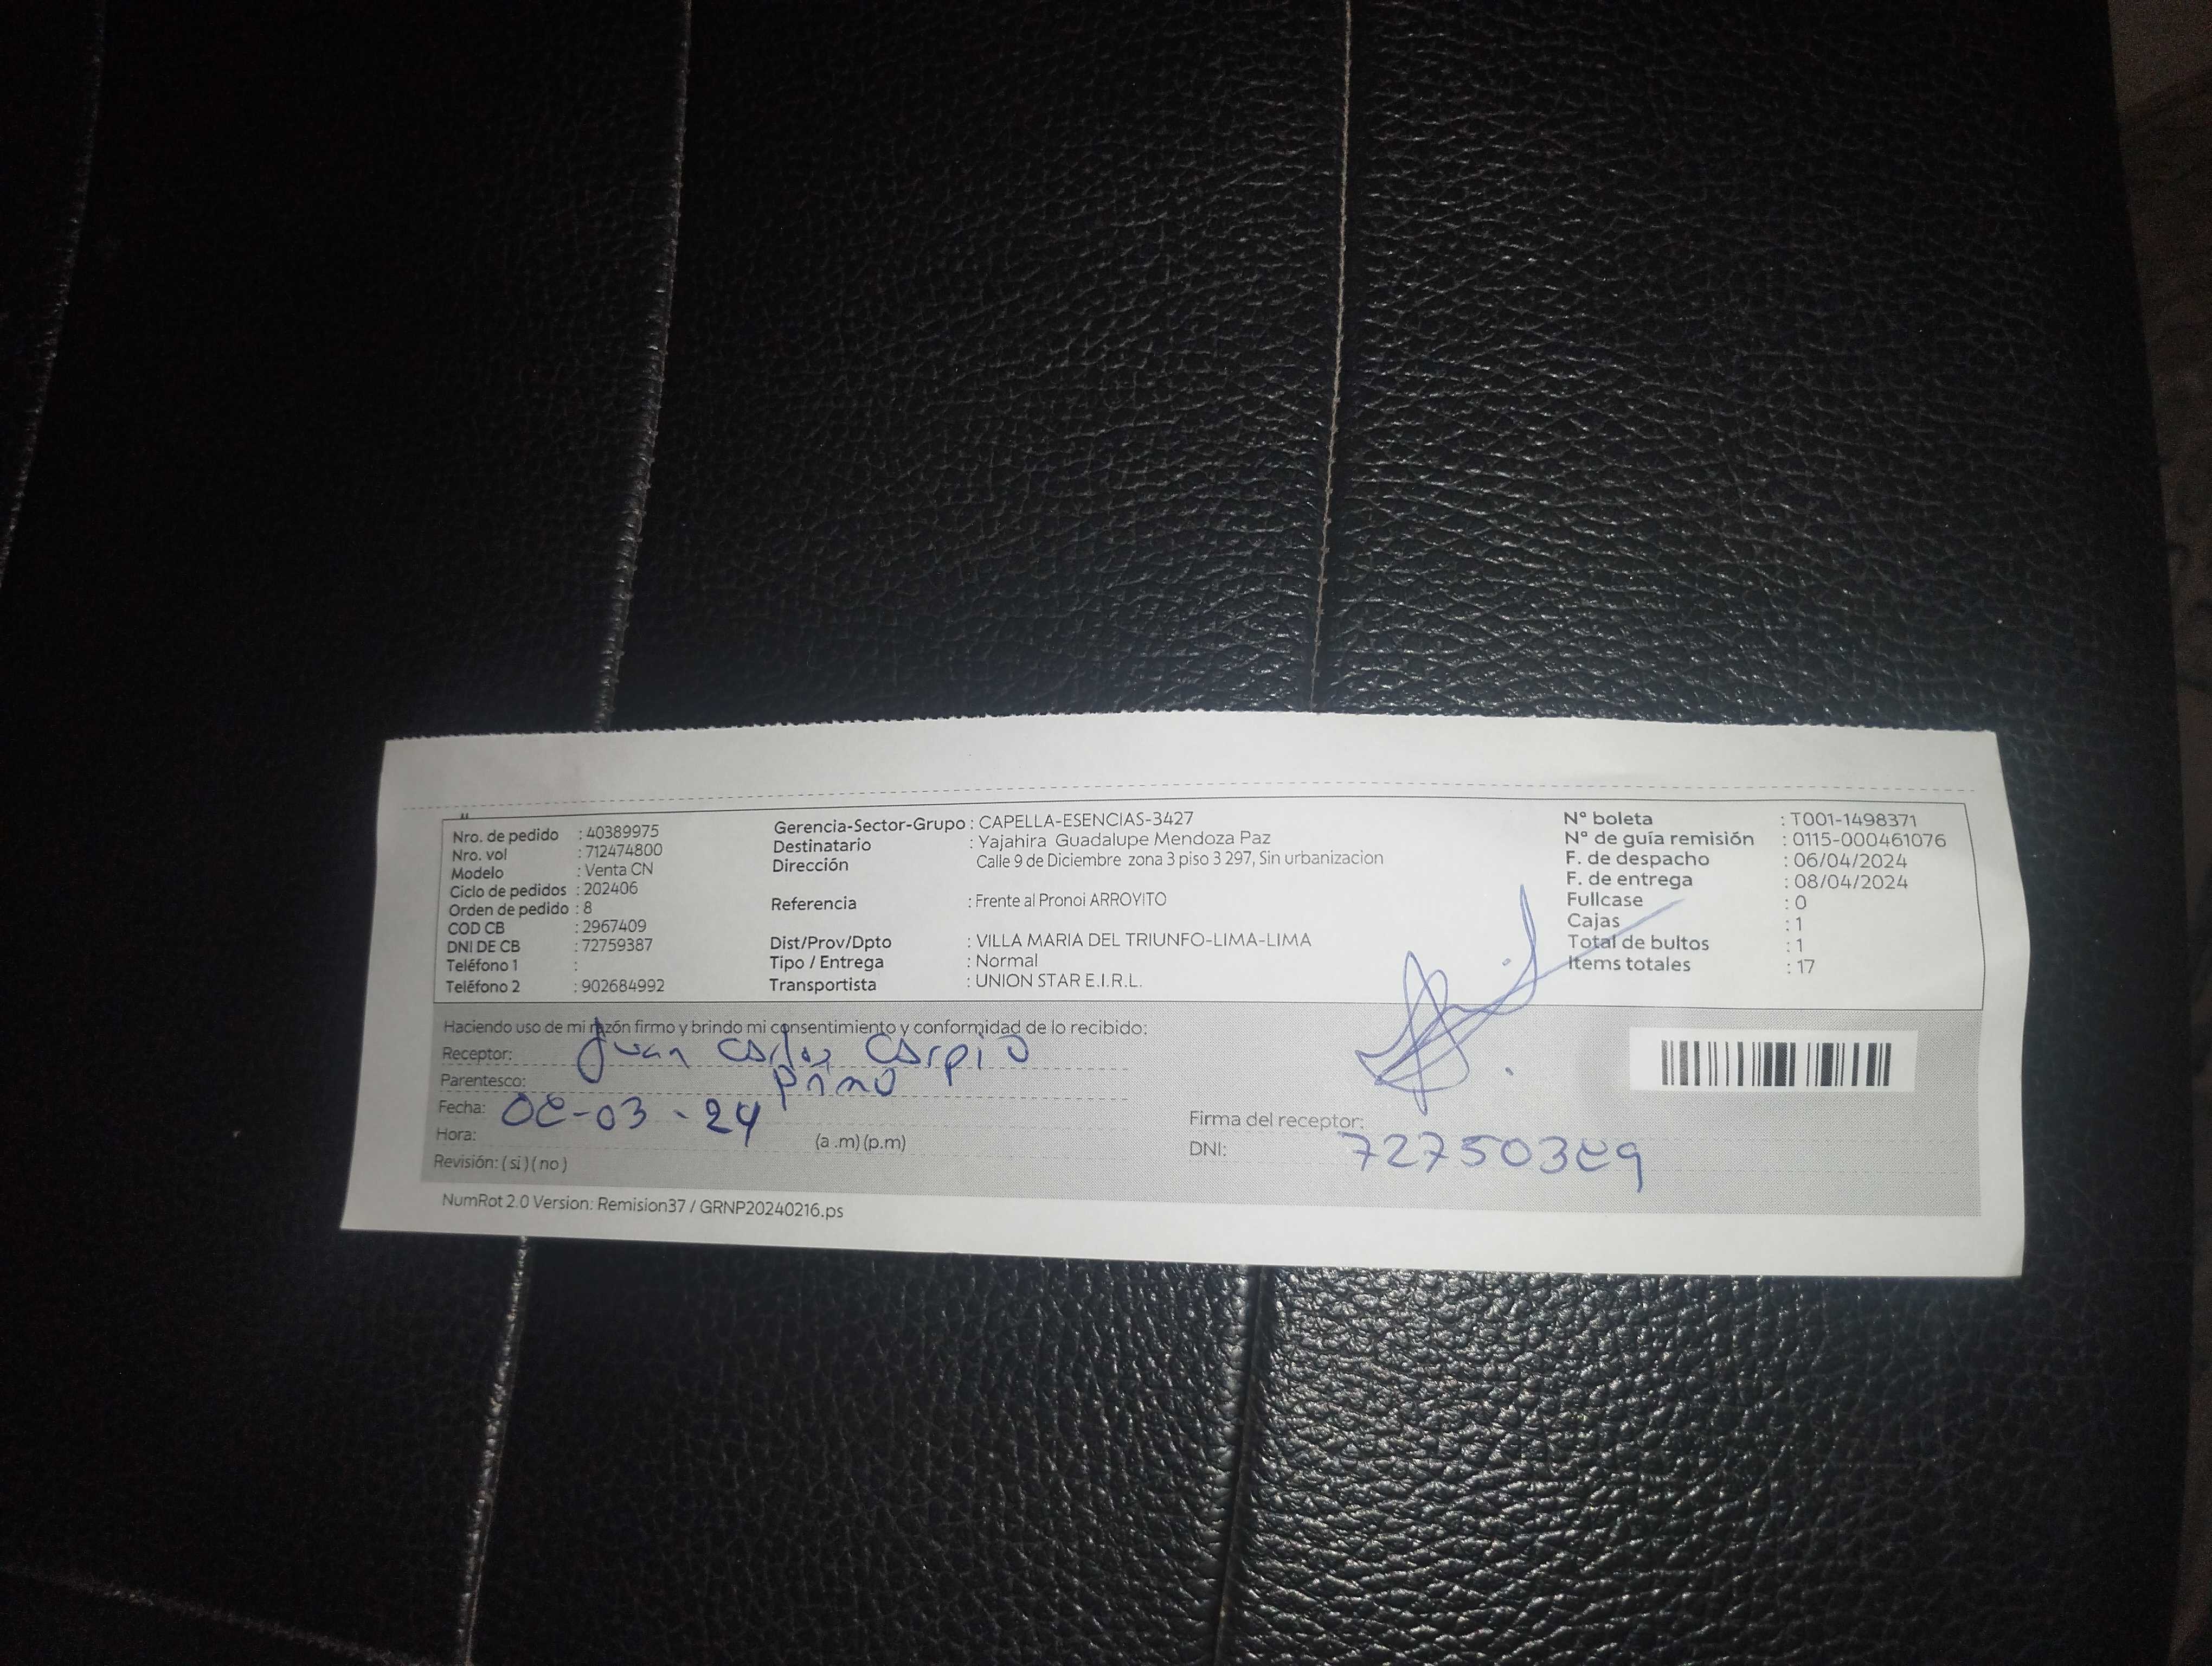 Nro. de pedido : 40389975
Nro. vol : 712474800
Modelo : Venta CN
Ciclo de pedidos : 202406
Orden de pedido : 8
COD CB : 2967409
DNI DE CB : 72759387
Teléfono 1 :
Teléfono 2 : 902684992
Gerencia-Sector-Grupo : CAPELLA-ESENCIAS-3427
Destinatario : Yajahira Guadalupe Mendoza Paz
Dirección Calle 9 de Diciembre zona 3 piso 3 297, Sin urbanizacion
Referencia : Frente al Pronoi ARROYITO
Dist/Prov/Dpto : VILLA MARIA DEL TRIUNFO-LIMA-LIMA
Tipo / Entrega : Normal
Transportista : UNION STAR E.I.R.L.
Nº boleta : T001-1498371
Nº de guía remisión : 0115-000461076
F. de despacho : 06/04/2024
F. de entrega : 08/04/2024
Fullcase : 0
Cajas : 1
Total de bultos : 1
Items totales : 17
Haciendo uso de mi razón firmo y brindo mi consentimiento y conformidad de lo recibido:
Receptor: Juan Carlos Carpio
Parentesco: Primo
Fecha: 08-03-24
Hora: (a .m) (p.m)
Revisión: ( si ) ( no )
Firma del receptor:
DNI: 72750389
NumRot 2.0 Version: Remision37 / GRNP20240216.ps